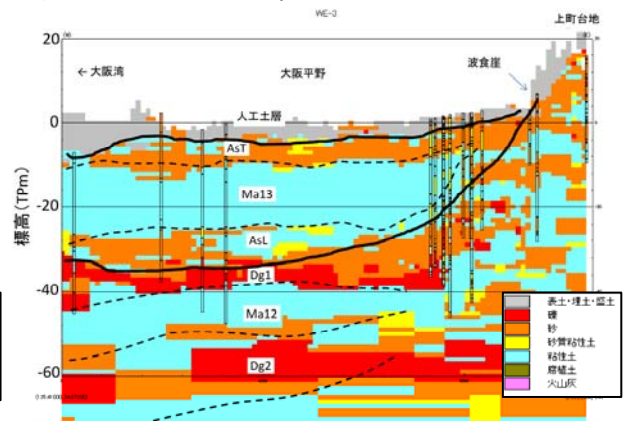 WE-3
上町台地
20
← 大阪湾
大阪平野
波食崖
人工土層
0
AsT
Ma13
-20
AsL
Dg1
-40
Ma12
Dg2
-60
標高(TPm)
表土・埋土・盛土
礫
砂
砂質粘性土
粘性土
腐植土
火山灰